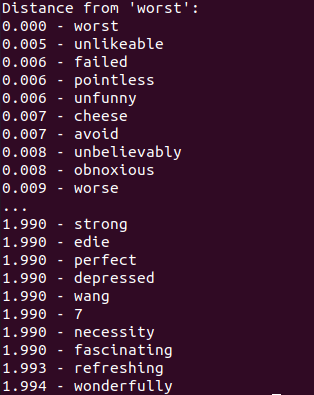 Distance from 'worst':
0.000 - worst
0.005 - unlikeable
0.006 - failed
0.006 - pointless
0.006 - unfunny
0.007 - cheese
0.007 - avoid
0.008 - unbelievably
0.008 - obnoxious
0.009 - worse
...
1.990 - strong
1.990 - edie
1.990 - perfect
1.990 - depressed
1.990 - wang
1.990 - 7
1.990 - necessity
1.990 - fascinating
1.993 - refreshing
1.994 - wonderfully